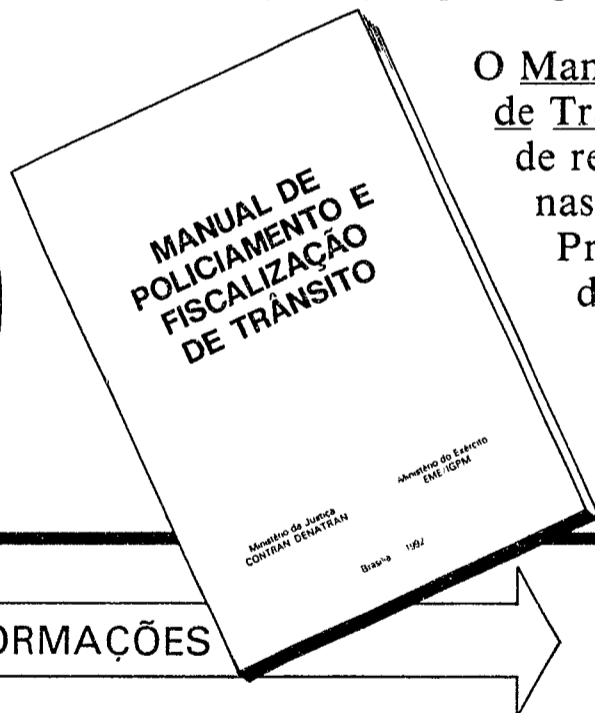 O Man
de Tr
de re
nas
Pr
d
MANUAL DE
POLICIAMENTO E
FISCALIZAÇÃO
DE TRÂNSITO
Ministério da Justiça
CONTRAN DENATRAN
Ministério do Exército
EME/IGPM
Brasília 1992
ORMAÇÕES